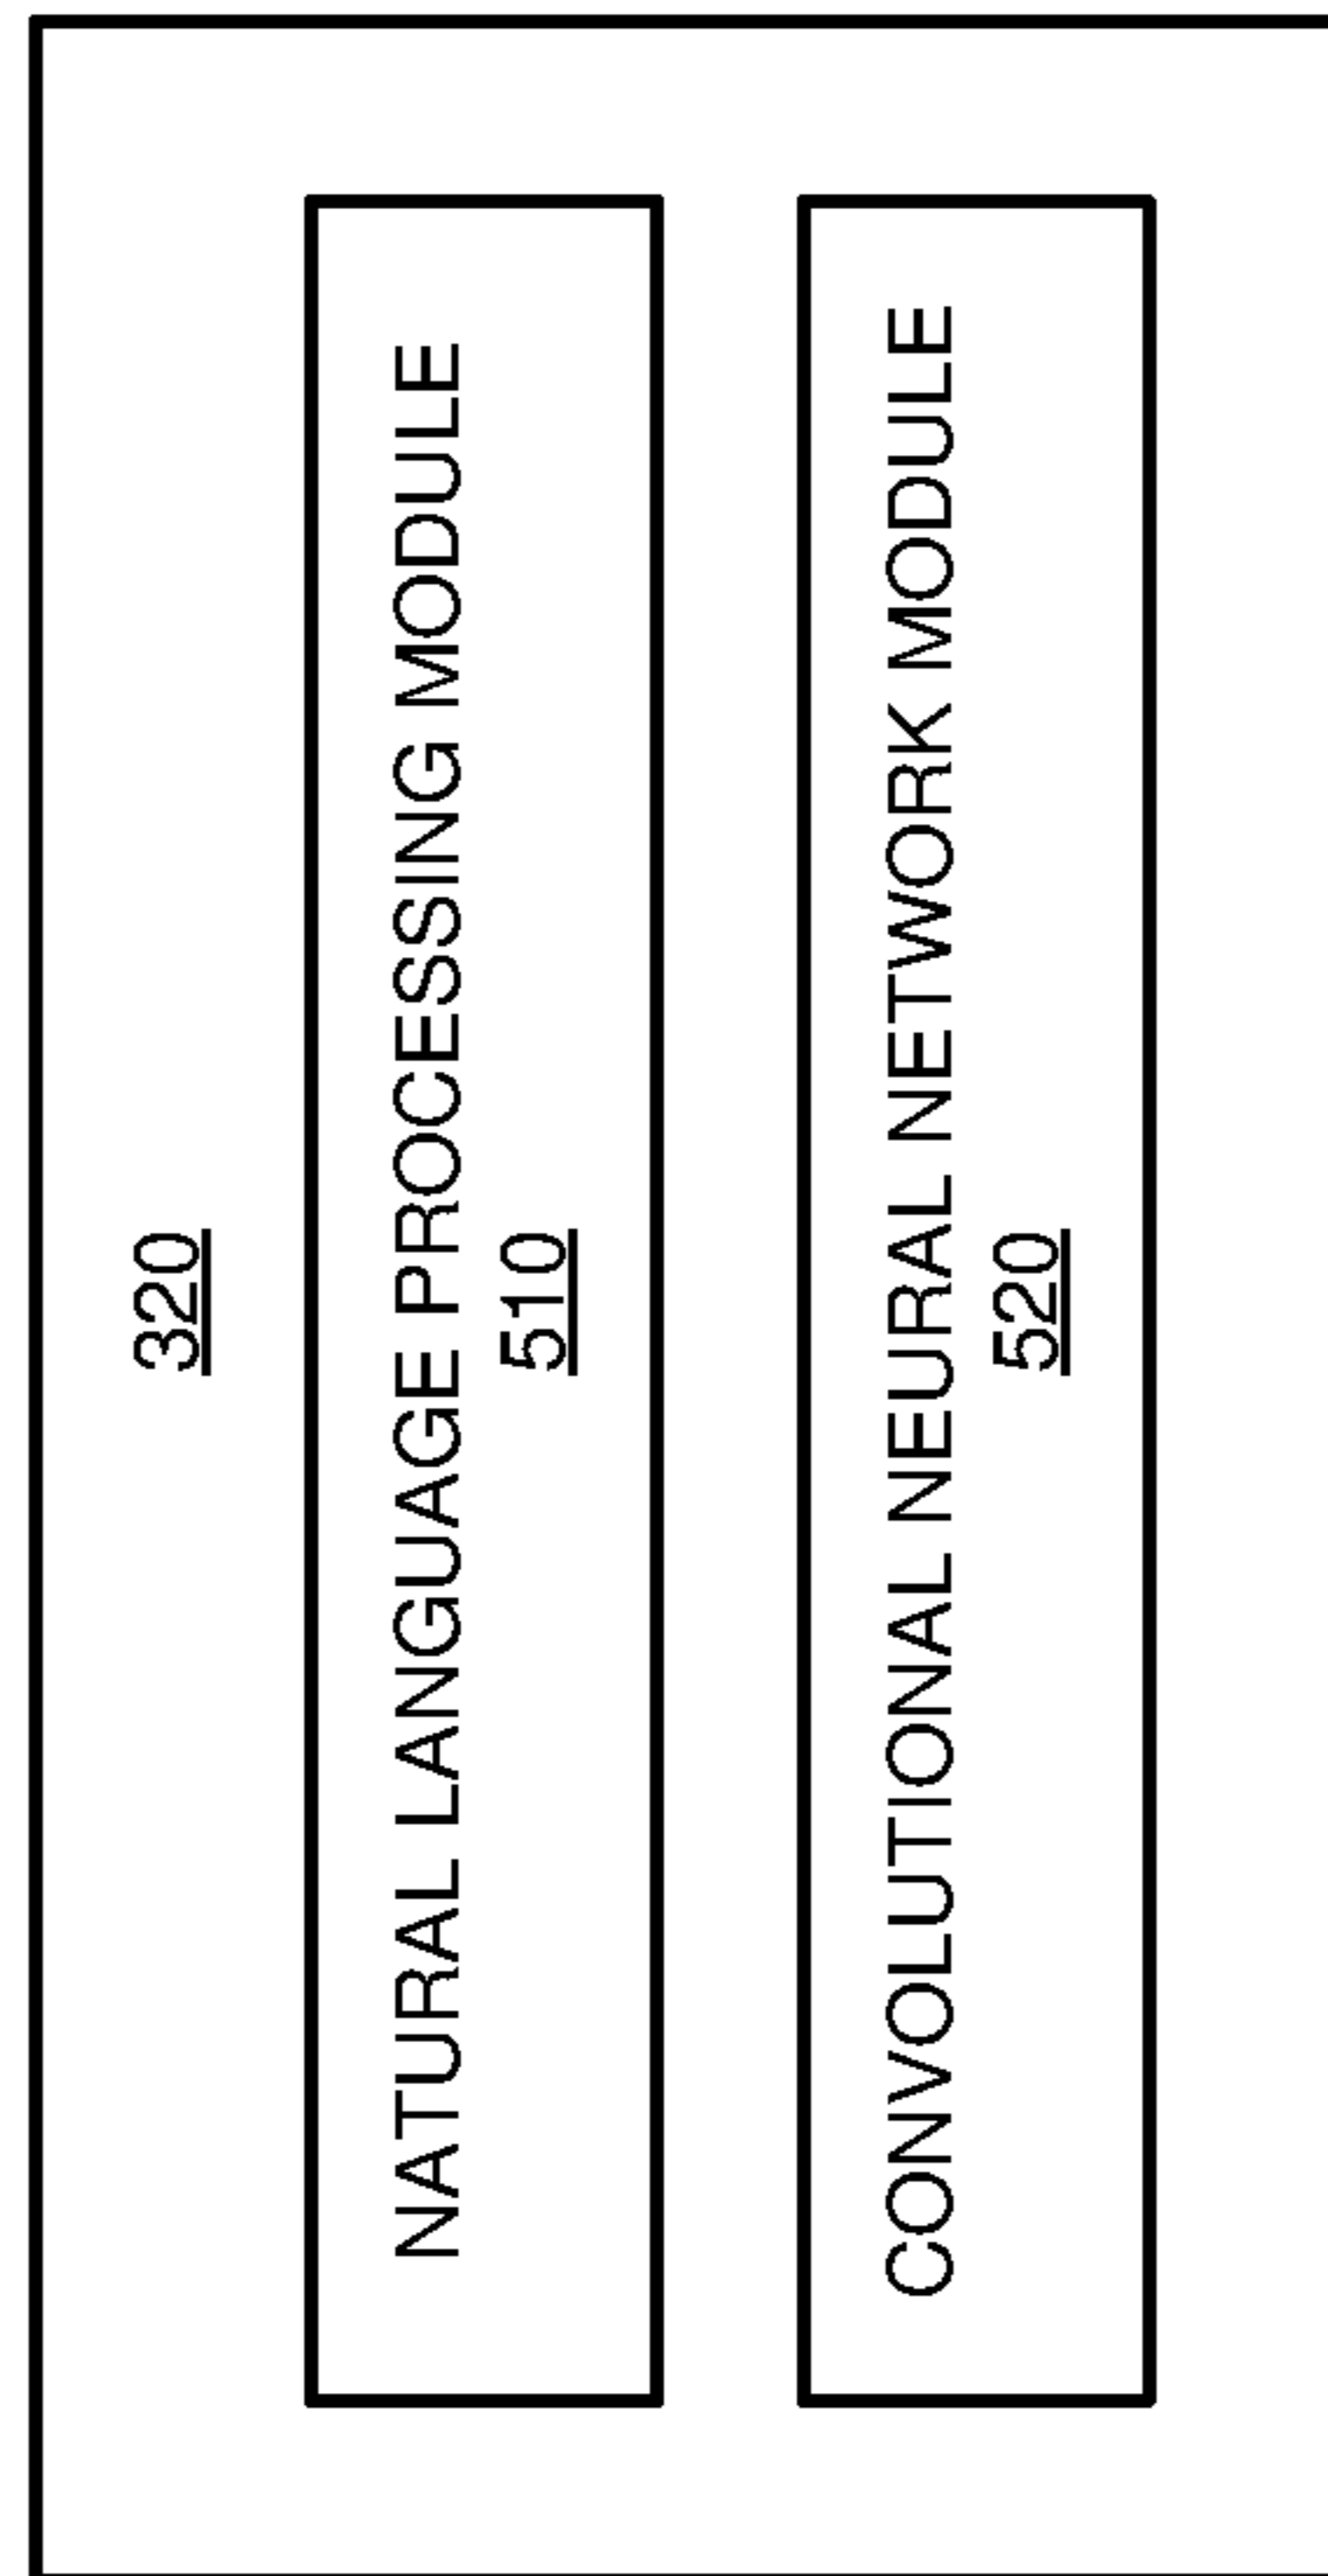 320
NATURAL LANGUAGE PROCESSING MODULE
510
CONVOLUTIONAL NEURAL NETWORK MODULE
520